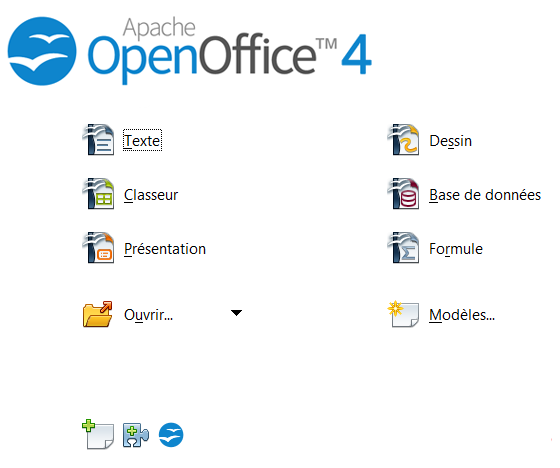 Apache
OpenOffice™ 4
Texte
Dessin
Classeur
Base de données
Présentation
Formule
Ouvrir...
Modèles...